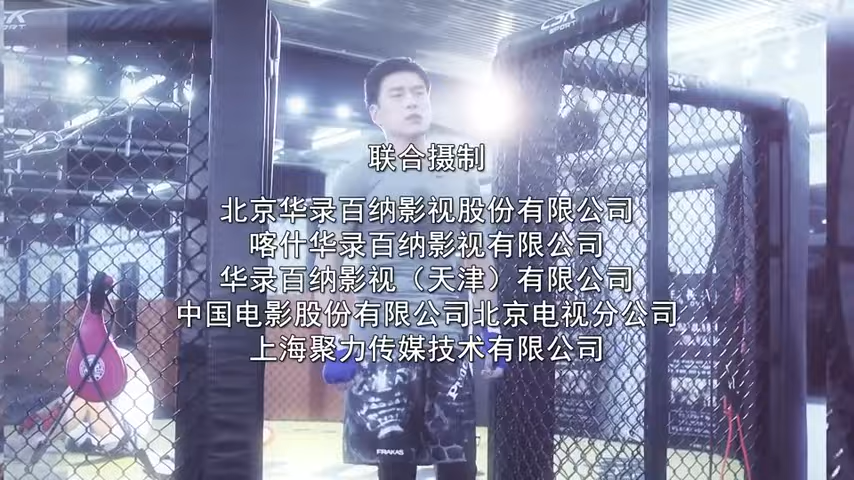 CSK
SPORT
联合摄制
北京华录百纳影视股份有限公司
喀什华录百纳影视有限公司
华录百纳影视（天津）有限公司
中国电影股份有限公司北京电视分公司
上海聚力传媒技术有限公司
FRAKAS